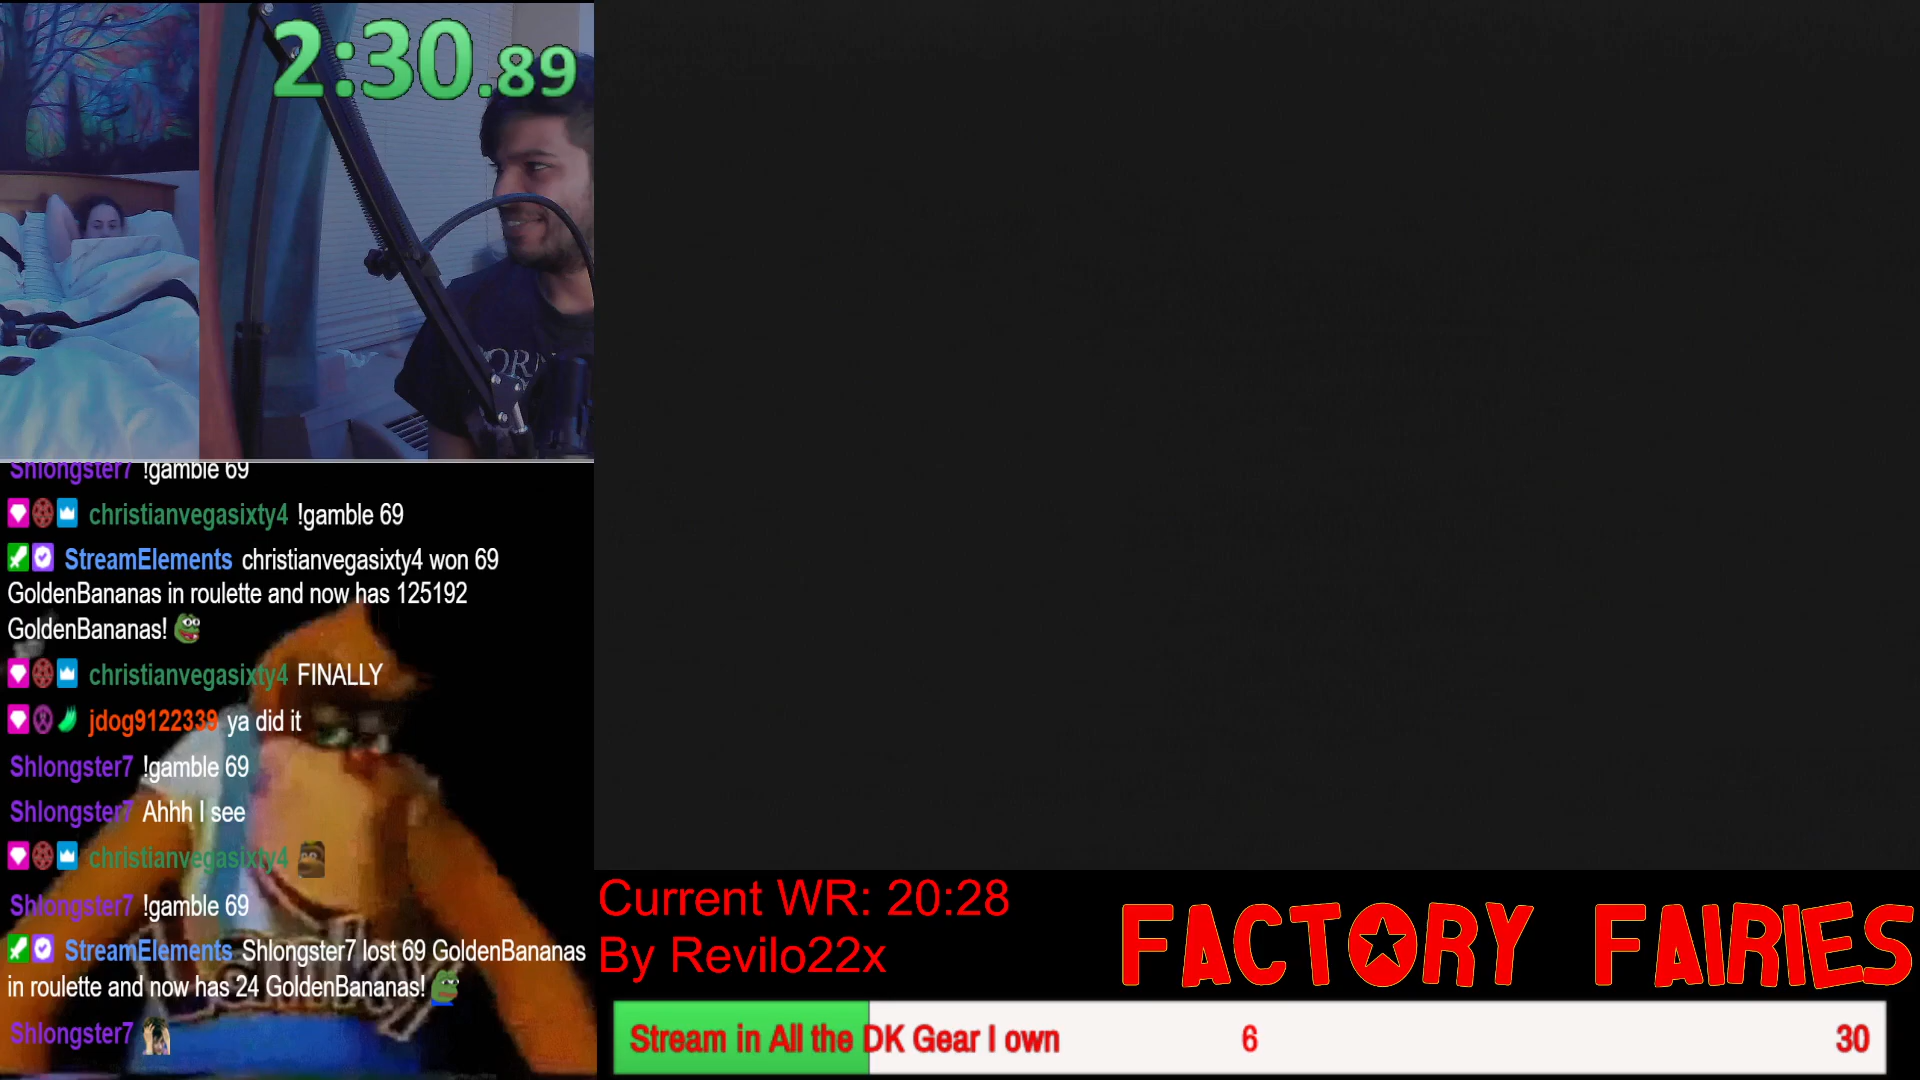 2:30.89
Shlongster7 !gamble 69
christianvegasixty4 !gamble 69
StreamElements christianvegasixty4 won 69
GoldenBananas in roulette and now has 125192
GoldenBananas!
christianvegasixty4 FINALLY
jdog9122339 ya did it
Shlongster7 !gamble 69
Shlongster7 Ahhh I see
christianvegasixty4
Shlongster7 !gamble 69
StreamElements Shlongster7 lost 69 GoldenBananas
in roulette and now has 24 GoldenBananas!
Shlongster7
Current WR: 20:28
By Revilo22x
FACTORY FAIRIES
Stream in All the DK Gear I own 6 30